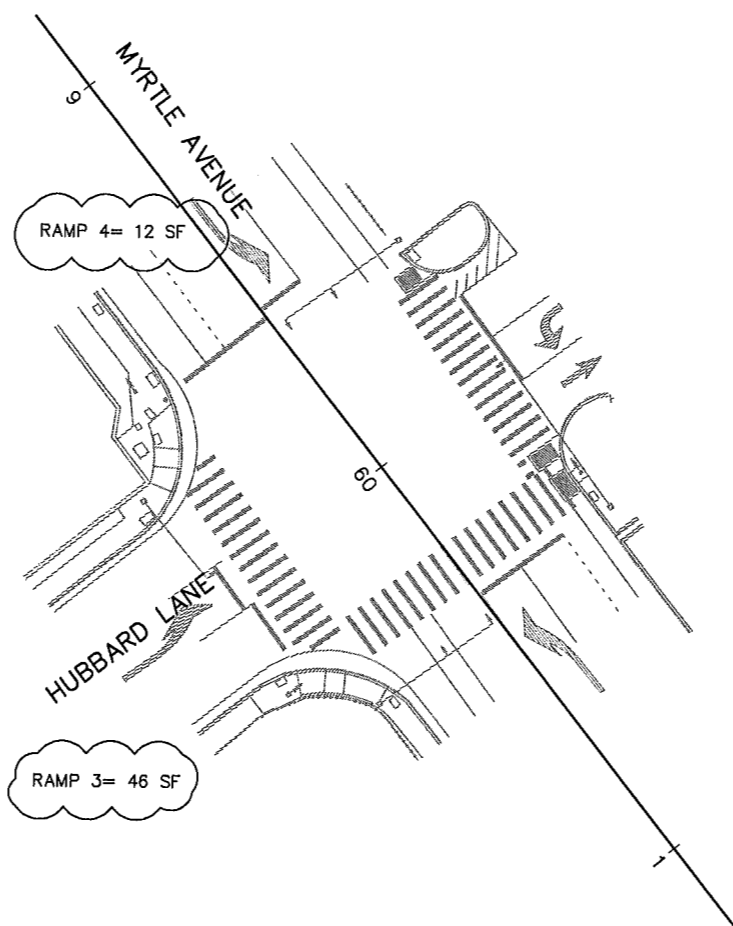 MYRTLE AVENUE
9
RAMP 4= 12 SF
60
HUBBARD LANE
RAMP 3= 46 SF
1